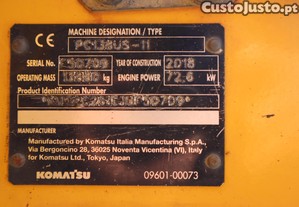 CustoJusto.pt
CE
MACHINE DESIGNATION / TYPE
PC138US-11
SERIAL No. F50709 YEAR OF CONSTRUCTION 2018
OPERATING MASS kg ENGINE POWER 72.6 kW
Product Identification Number
MANUFACTURER
Manufactured by Komatsu Italia Manufacturing S.p.A.,
Via Bergoncino 28, 36025 Noventa Vicentina (VI), Italy
for Komatsu Ltd., Tokyo, Japan
KOMATSU 09601-00073